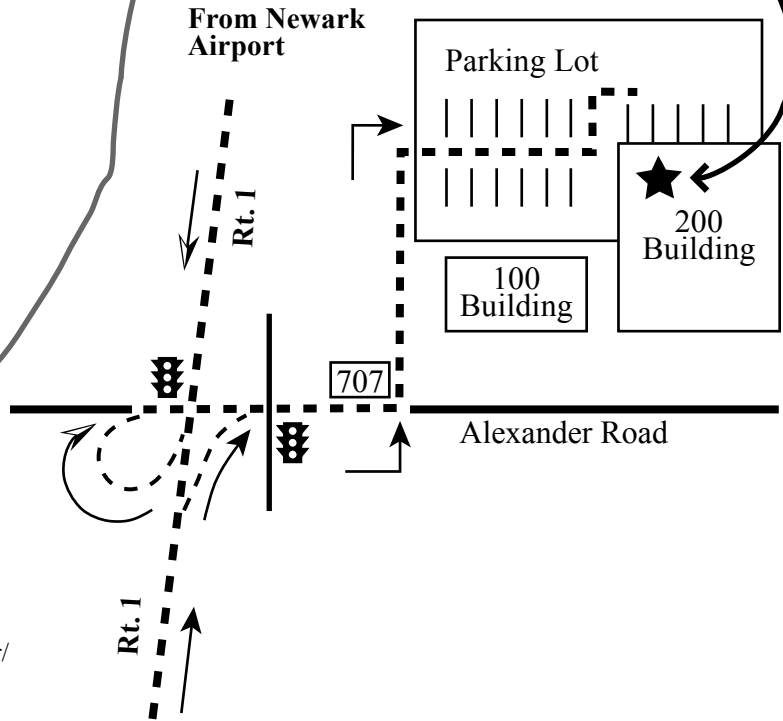 From Newark
Airport
Parking Lot
Rt. 1
200
Building
100
Building
707
Alexander Road
Rt. 1
/